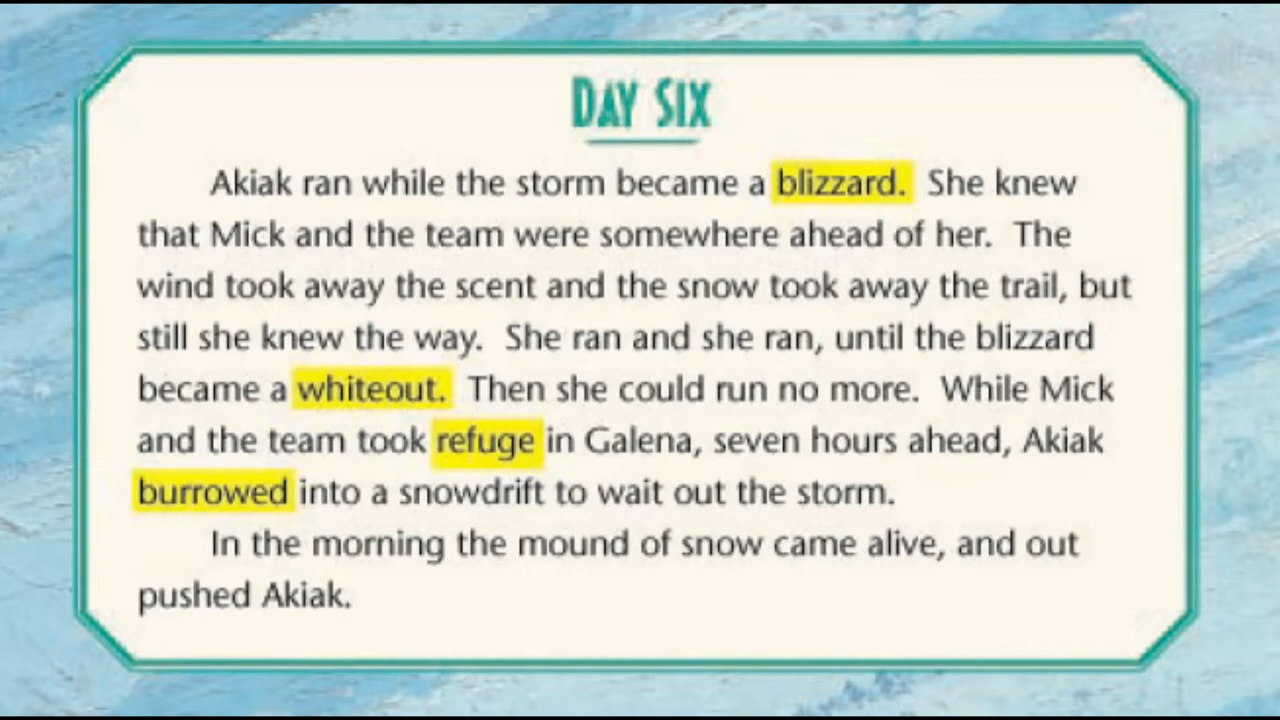 DAY SIX
Akiak ran while the storm became a blizzard. She knew
that Mick and the team were somewhere ahead of her. The
wind took away the scent and the snow took away the trail, but
still she knew the way. She ran and she ran, until the blizzard
became a whiteout. Then she could run no more. While Mick
and the team took refuge in Galena, seven hours ahead, Akiak
burrowed into a snowdrift to wait out the storm.
In the morning the mound of snow came alive, and out
pushed Akiak.